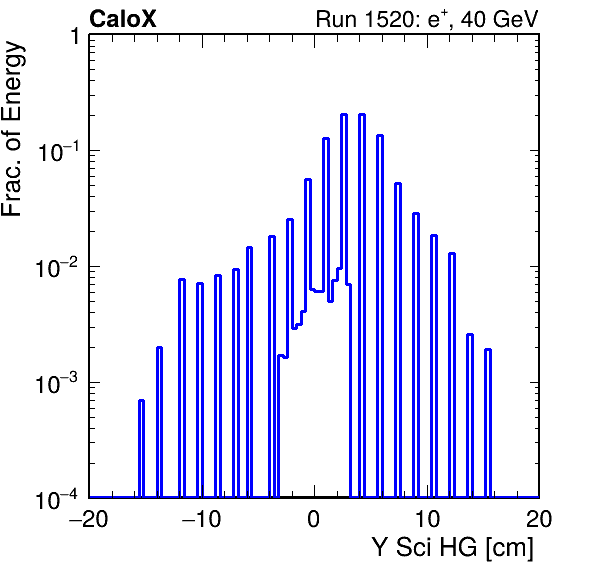 CaloX Run 1520: e⁺, 40 GeV
Frac. of Energy
1
10⁻¹
10⁻²
10⁻³
10⁻⁴
−20 −10 0 10 20
Y Sci HG [cm]